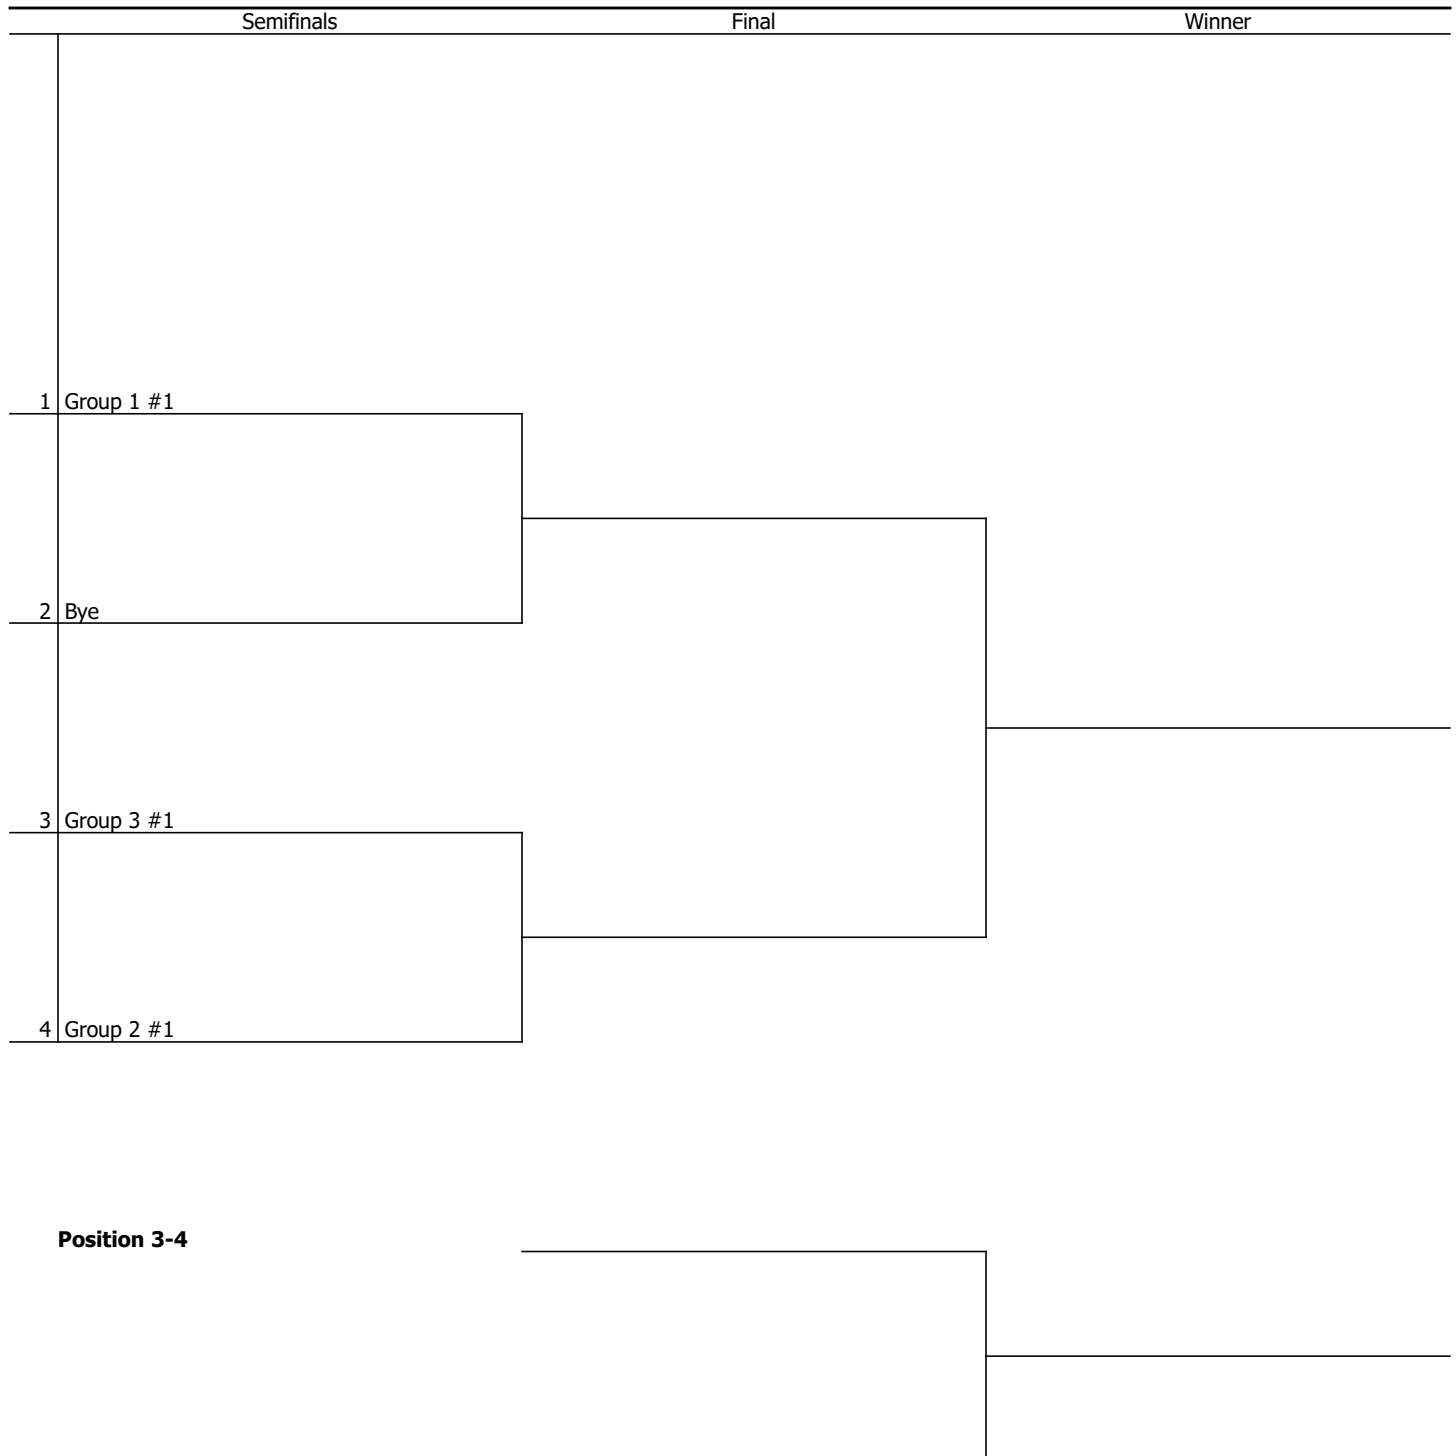 Semifinals Final Winner
1 Group 1 #1
2 Bye
3 Group 3 #1
4 Group 2 #1
Position 3-4